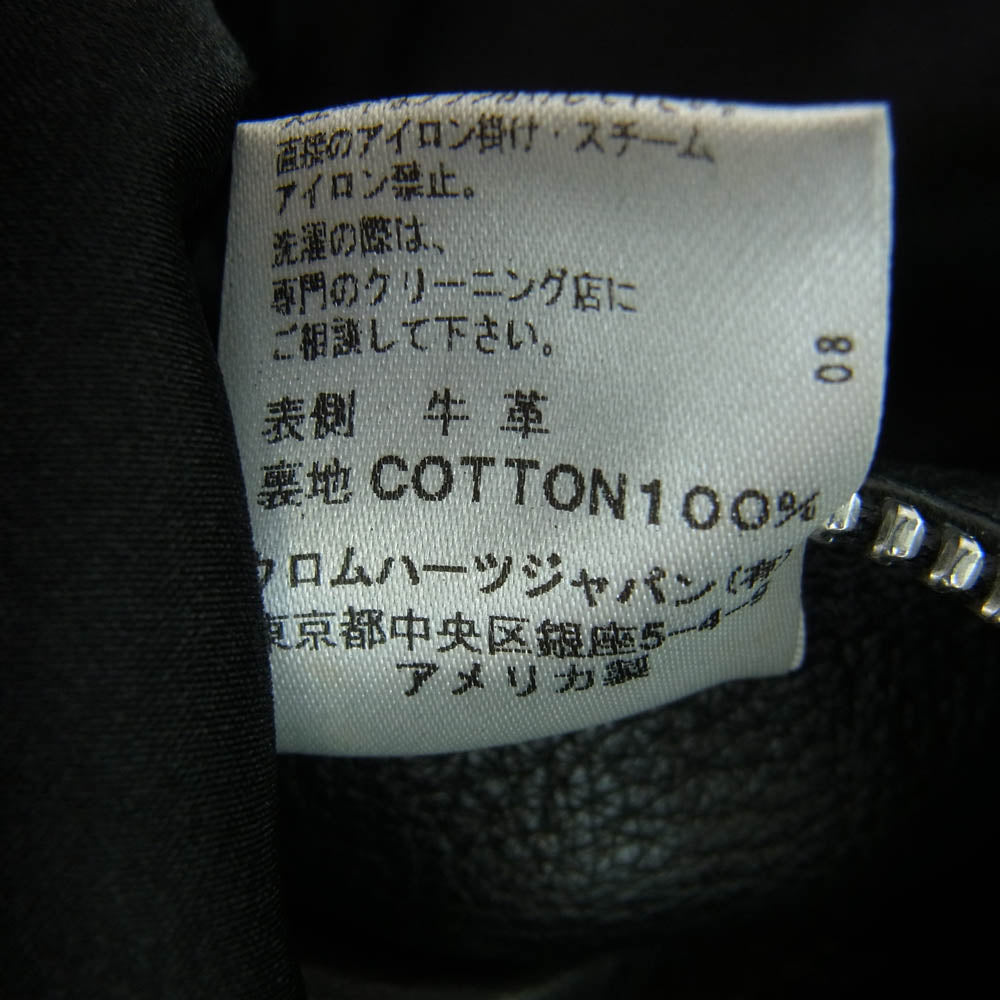 直接のアイロン掛け・スチーム
アイロン禁止。
洗濯の際は、
専門のクリーニング店に
ご相談して下さい。
表側 牛革
裏地 COTTON100%
クロムハーツジャパン(有)
東京都中央区銀座5-4-
アメリカ製
08